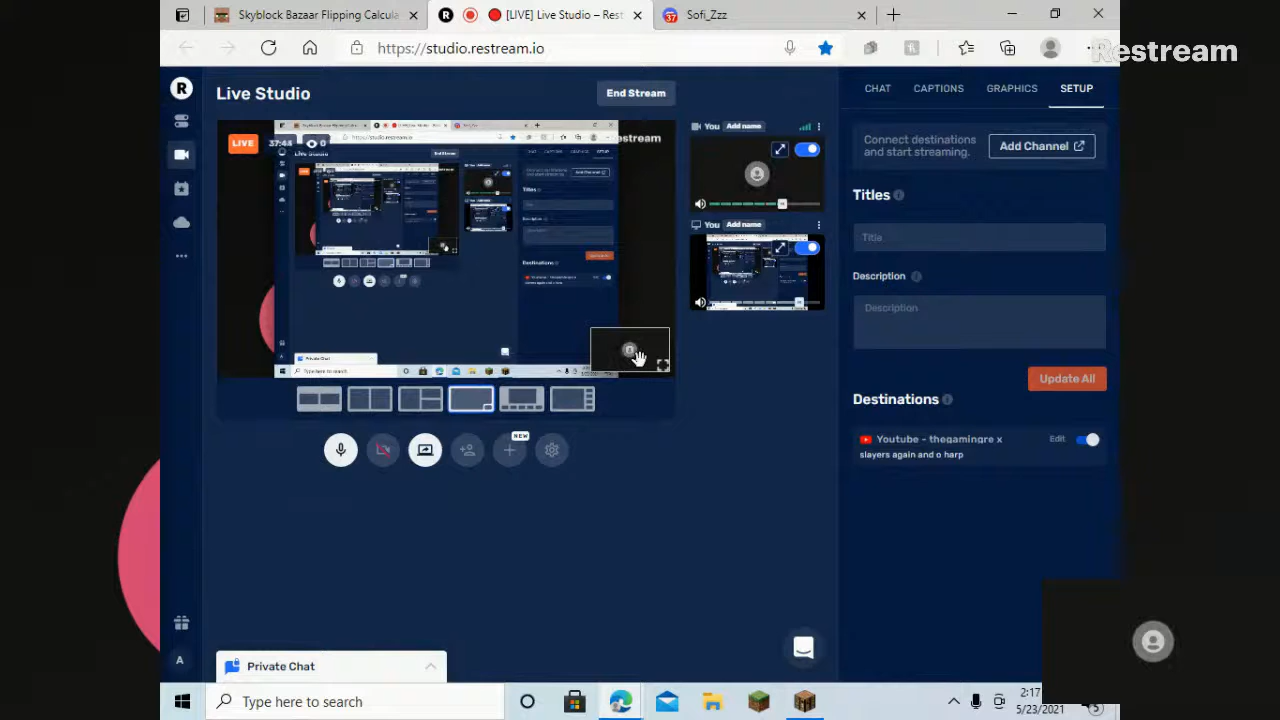 Skyblock Bazaar Flipping Calcula
[LIVE] Live Studio – Rest
37
Sofi_Zzz
https://studio.restream.io
Restream
R
Live Studio
End Stream
CHAT
CAPTIONS
GRAPHICS
SETUP
LIVE
37:44
0
You
Add name
Connect destinations
and start streaming.
Add Channel
Titles
Title
You
Add name
Description
Description
Update All
Destinations
Youtube - thegamingre x
Edit
slayers again and o harp
NEW
A
Private Chat
Type here to search
2:17
5/23/2021
5